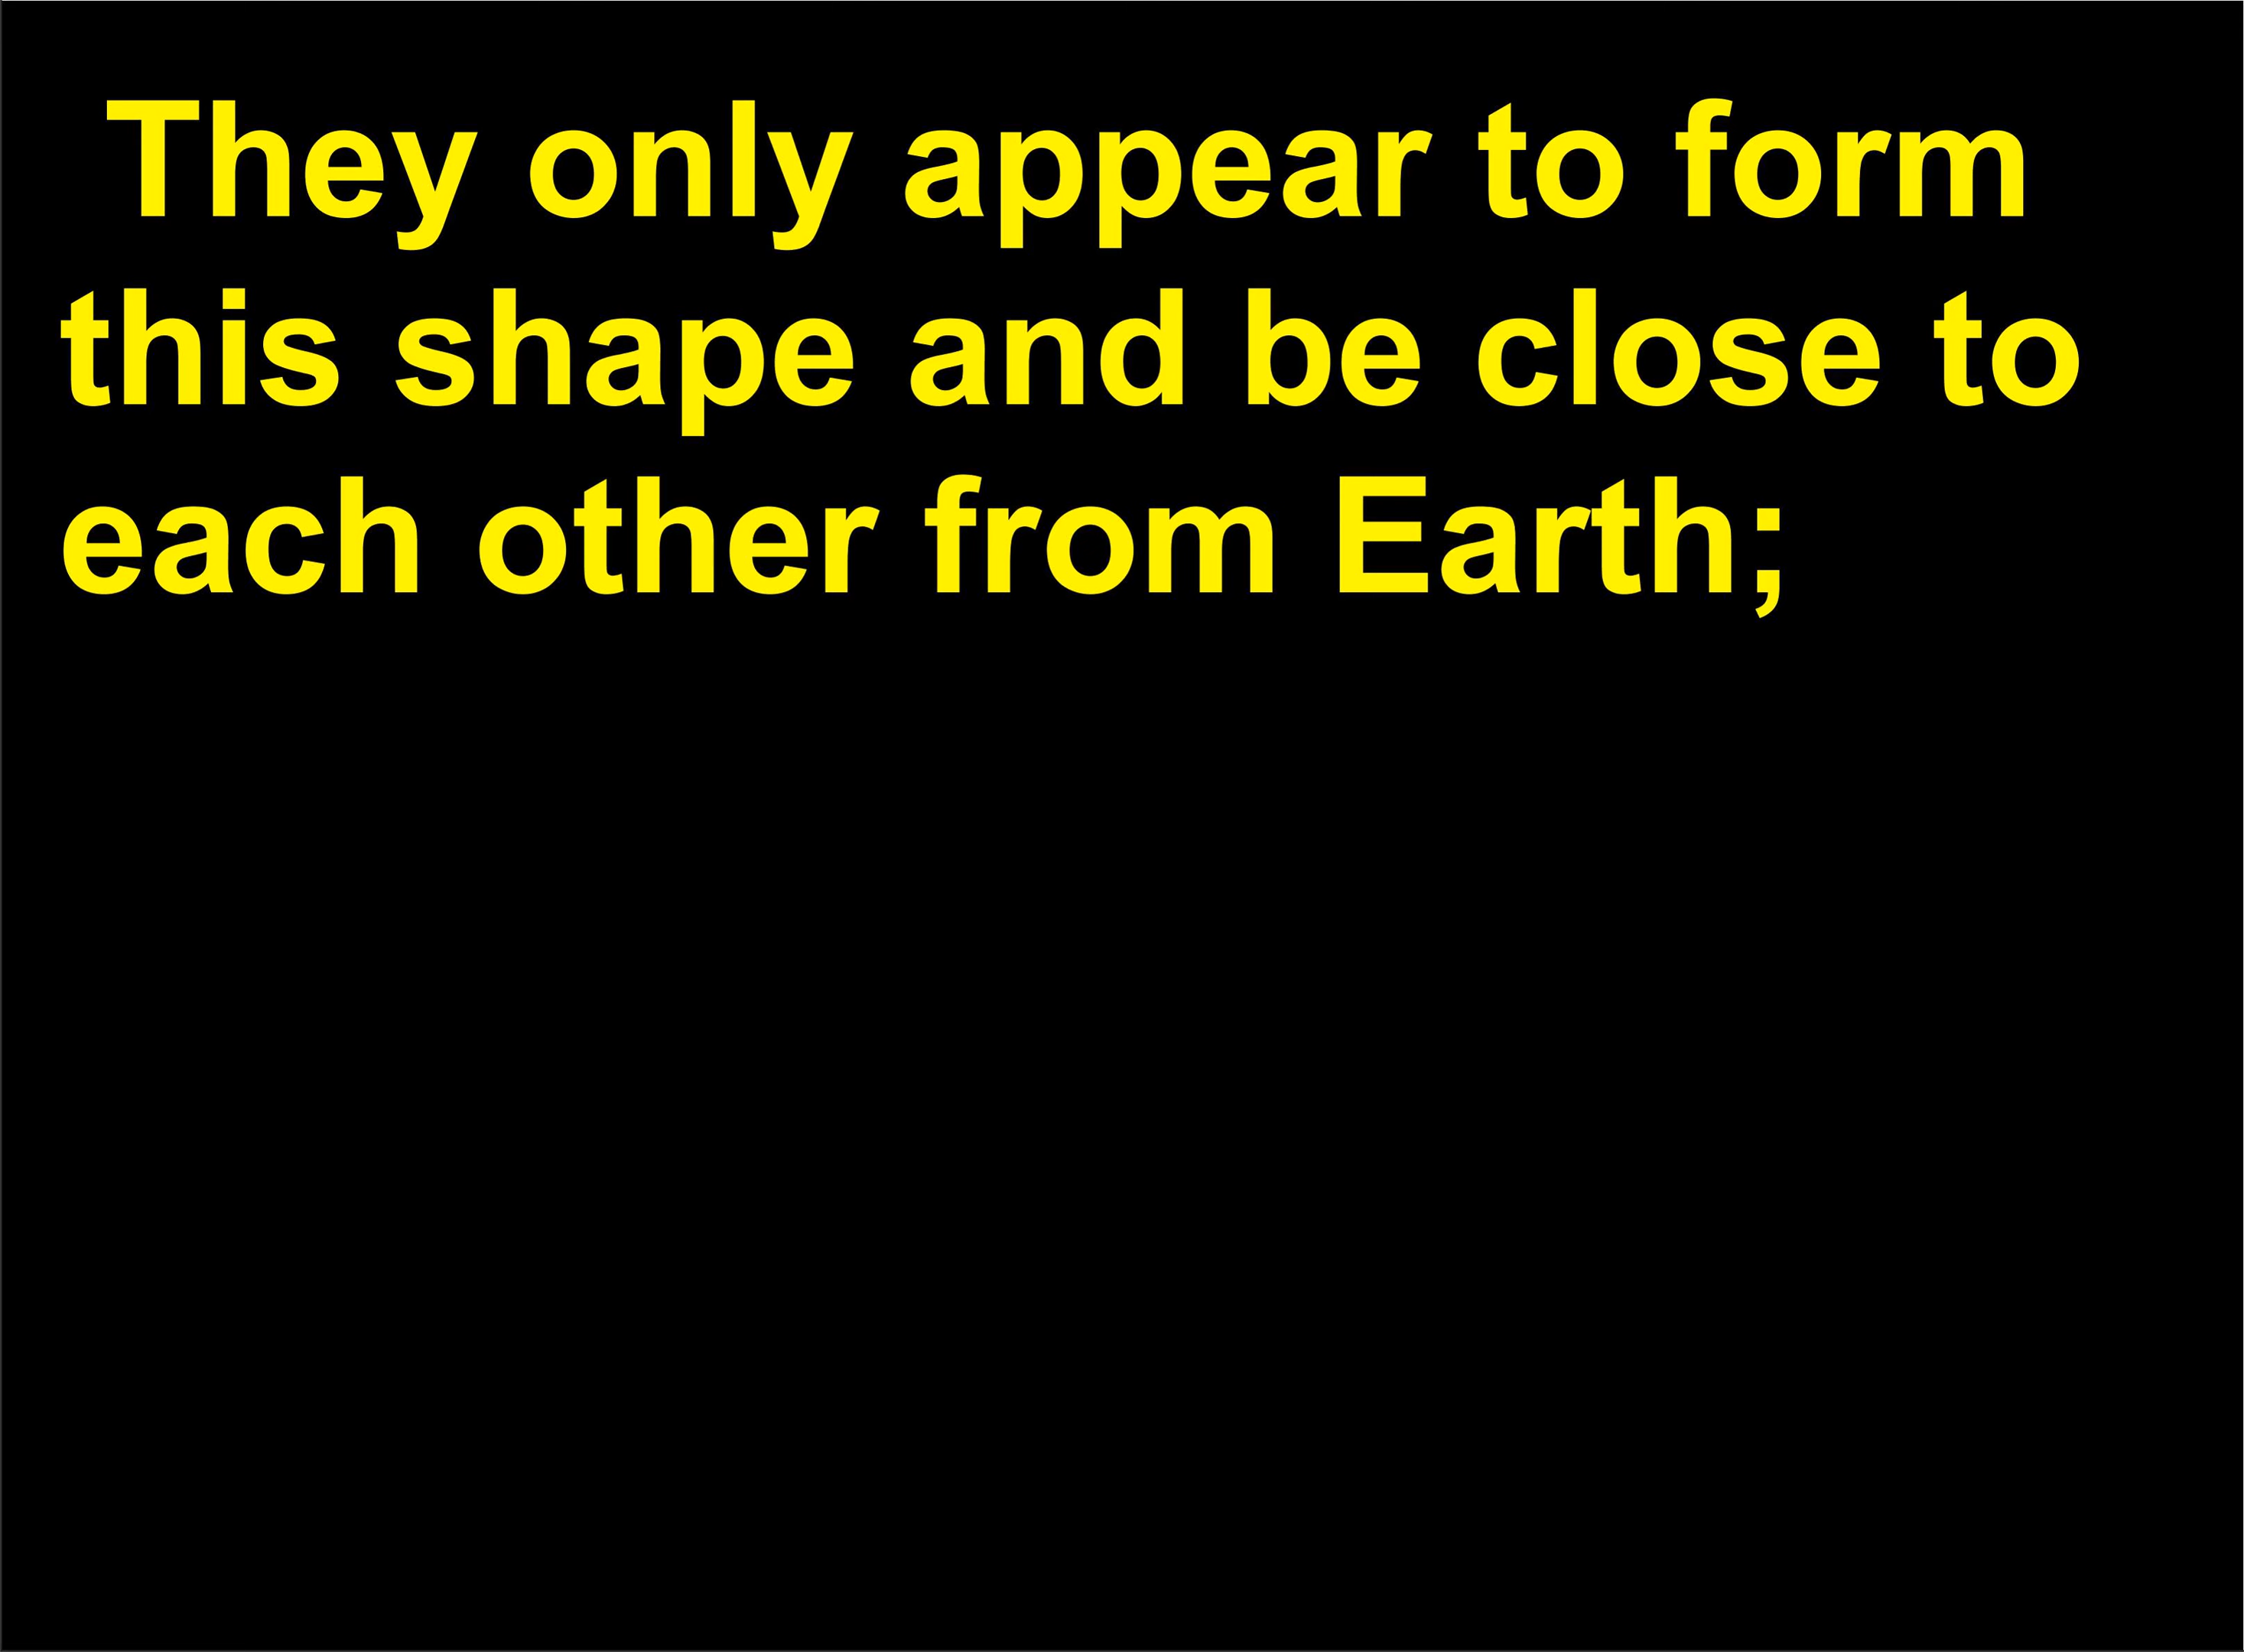 They only appear to form
this shape and be close to
each other from Earth;